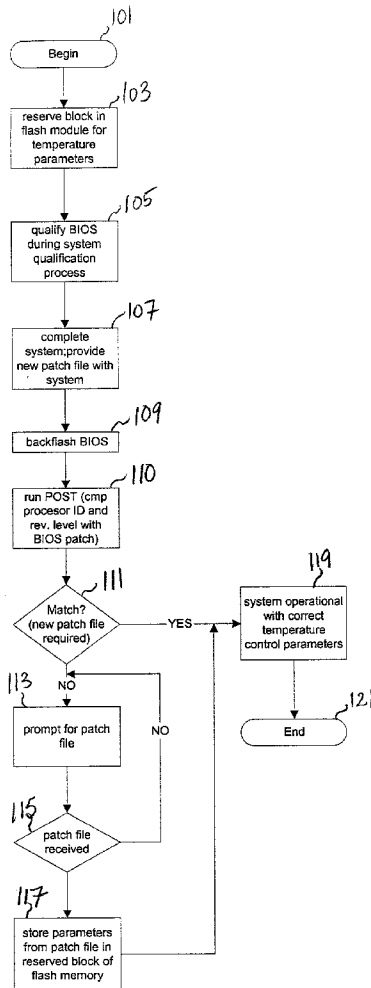 101
Begin
103
reserve block in
flash module for
temperature
parameters
105
qualify BIOS
during system
qualification
process
107
complete
system;provide
new patch file with
system
109
backflash BIOS
110
run POST (cmp
procesor ID and
rev. level with
BIOS patch)
111
Match?
(new patch file
required)
YES
119
system operational
with correct
temperature
control parameters
NO
113
prompt for patch
file
NO
121
End
115
patch file
received
117
store parameters
from patch file in
reserved block of
flash memory